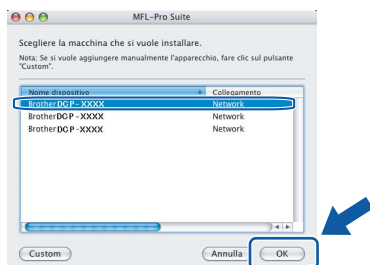 MFL-Pro Suite
Scegliere la macchina che si vuole installare.
Nota: Se si vuole aggiungere manualmente l'apparecchio, fare clic sul pulsante
"Custom".
Nome dispositivo Collegamento
Brother DCP-XXXX Network
Brother DCP-XXXX Network
Brother DCP-XXXX Network
Custom Annulla OK